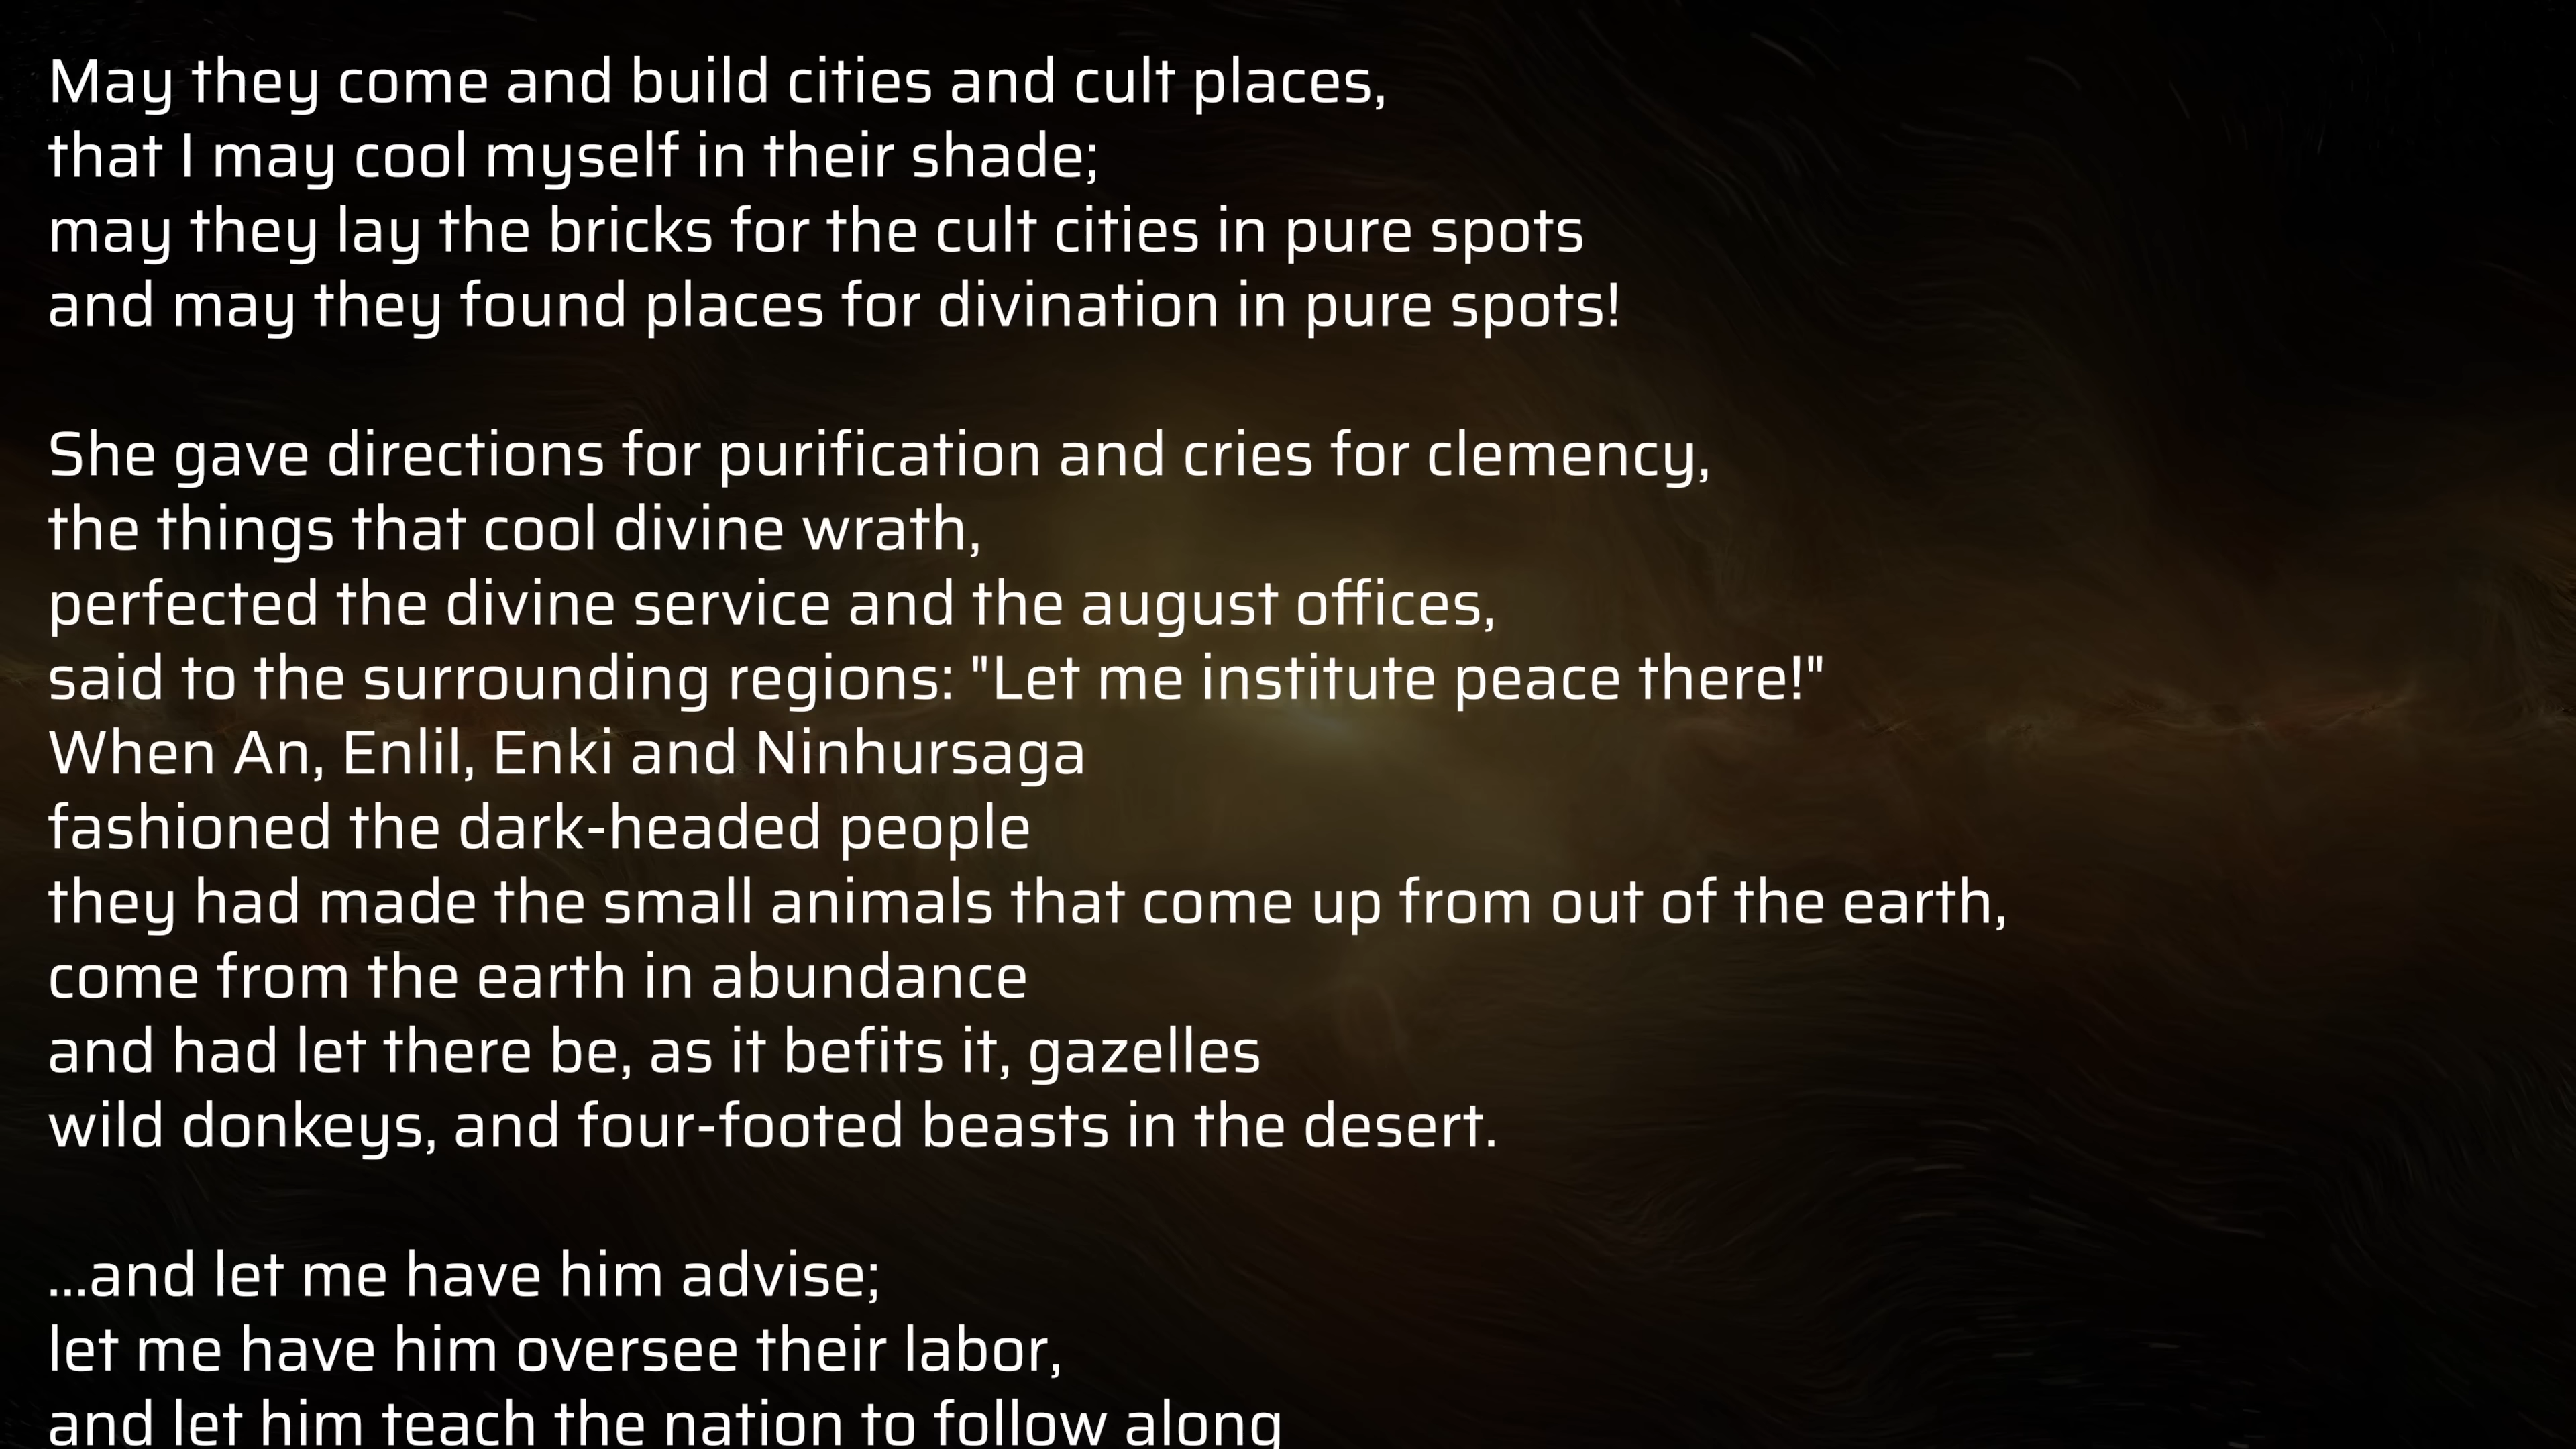 May they come and build cities and cult places,
that I may cool myself in their shade;
may they lay the bricks for the cult cities in pure spots
and may they found places for divination in pure spots!
She gave directions for purification and cries for clemency,
the things that cool divine wrath,
perfected the divine service and the august offices,
said to the surrounding regions: "Let me institute peace there!"
When An, Enlil, Enki and Ninhursaga
fashioned the dark-headed people
they had made the small animals that come up from out of the earth,
come from the earth in abundance
and had let there be, as it befits it, gazelles
wild donkeys, and four-footed beasts in the desert.
...and let me have him advise;
let me have him oversee their labor,
and let him teach the nation to follow along